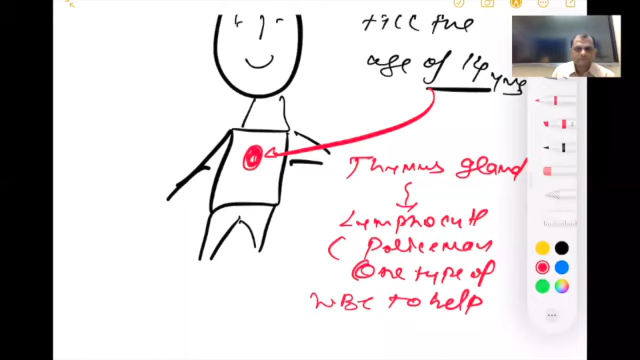 till the
age of 14 yrs
Thymus gland
Lymphocyte
( Policeman
One type of
WBC to help